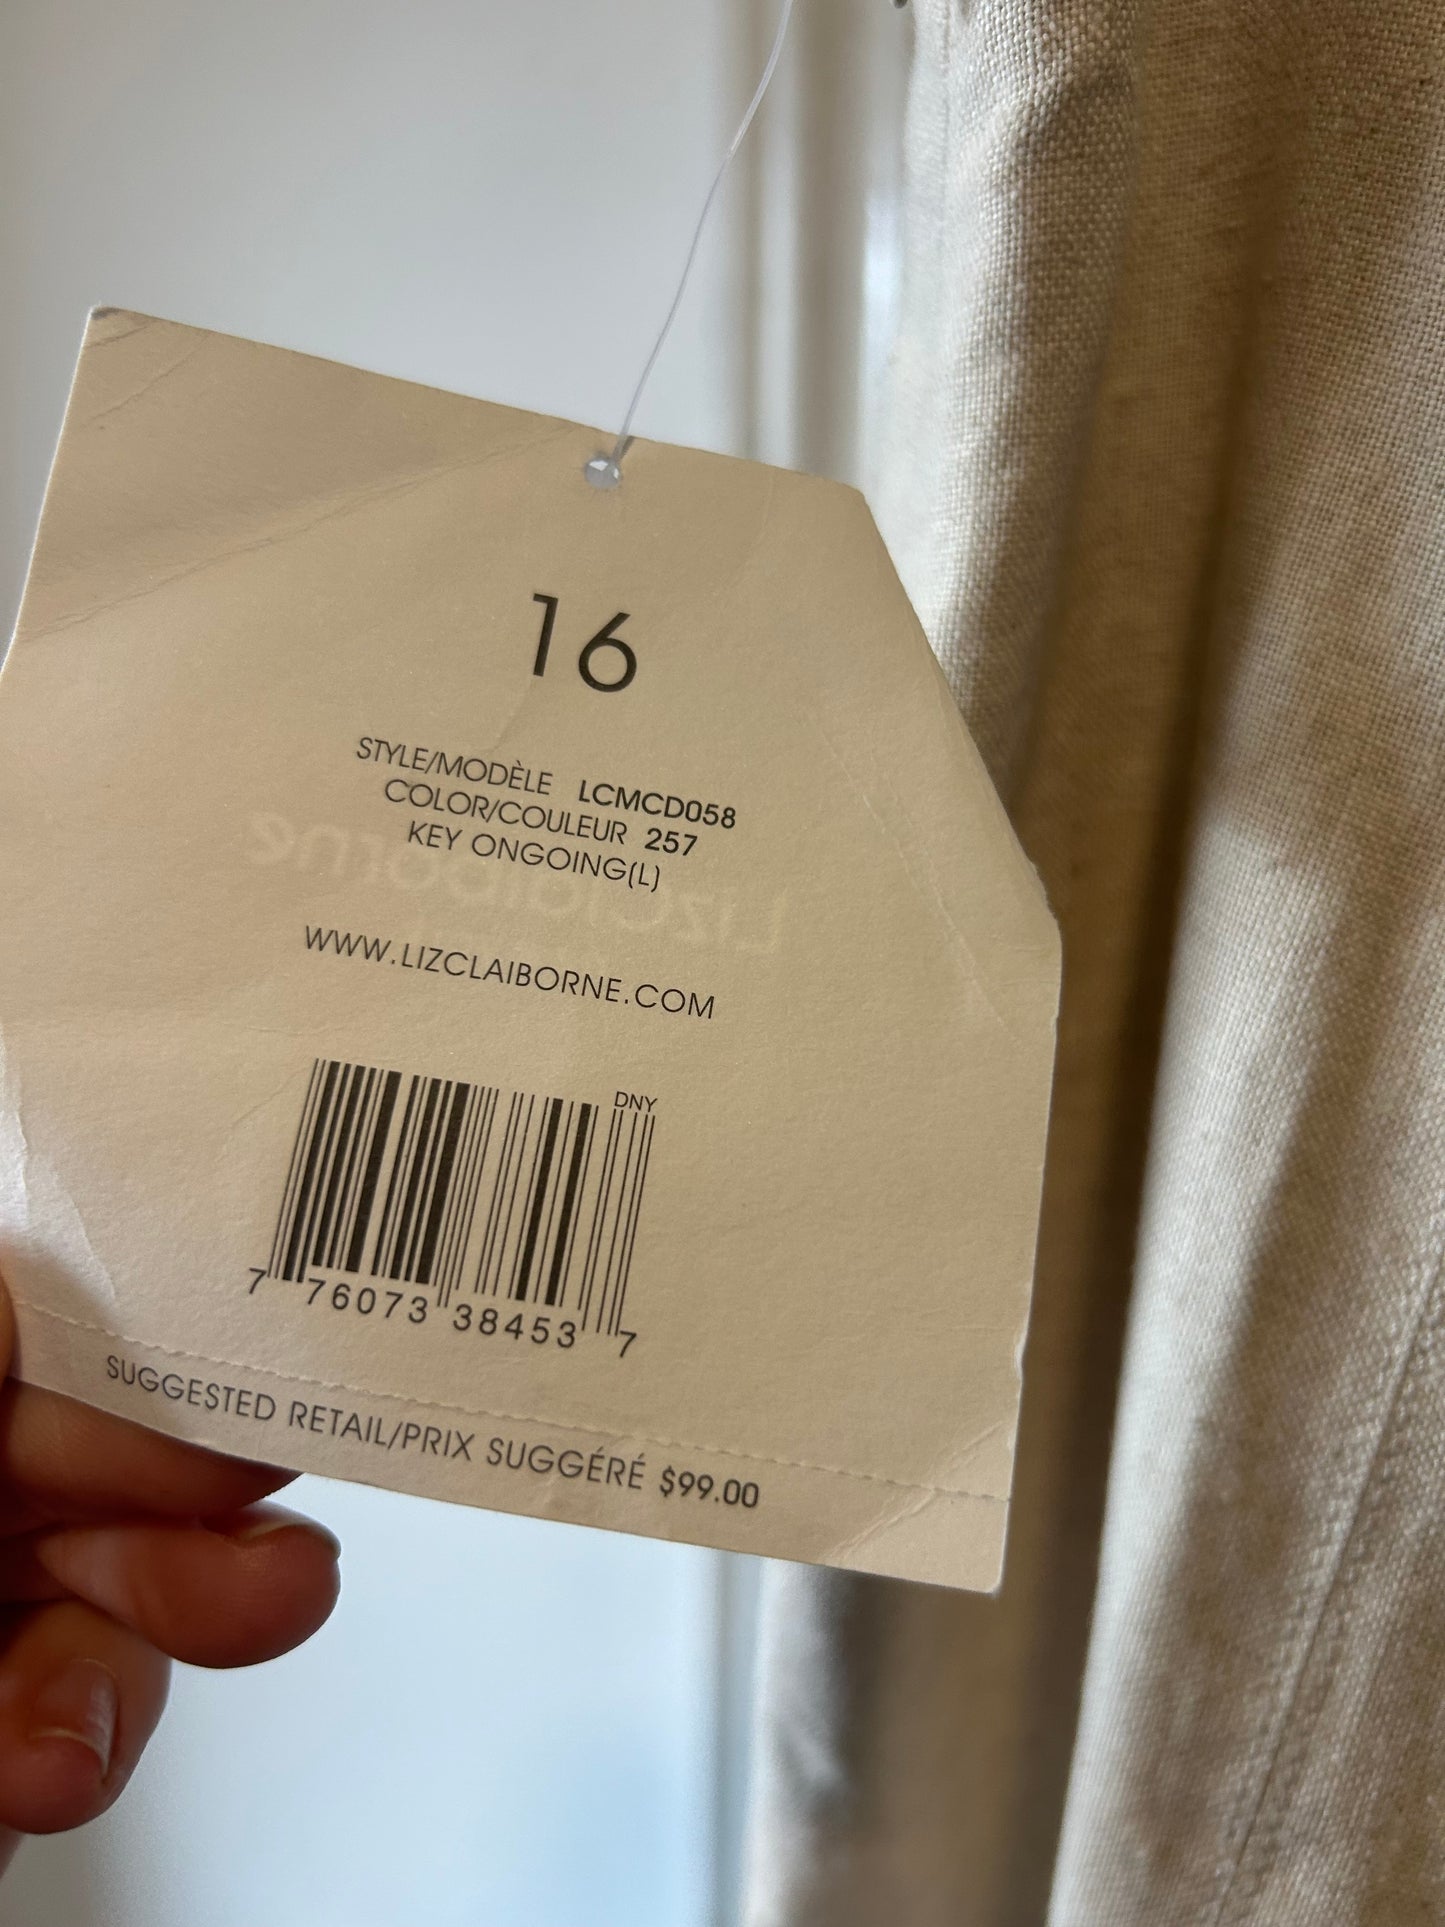 16
STYLE/MODÈLE LCMCD058
COLOR/COULEUR 257
KEY ONGOING(L)
Lizclaiborne
WWW.LIZCLAIBORNE.COM
DNY
7 76073 38453 7
SUGGESTED RETAIL/PRIX SUGGÉRÉ $99.00